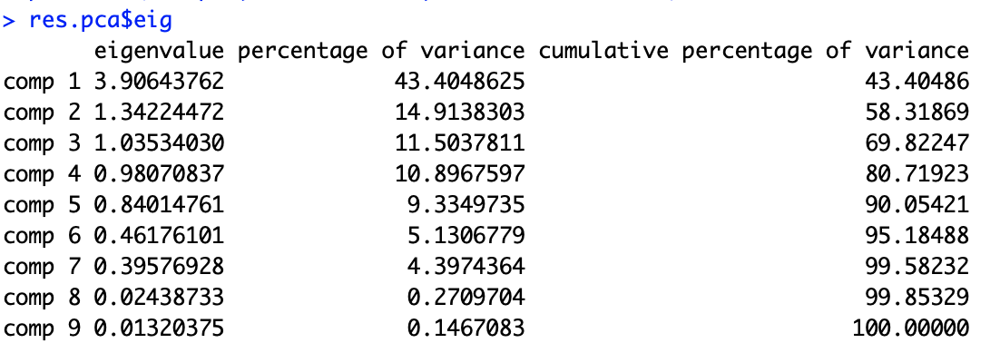 > res.pca$eig
eigenvalue percentage of variance cumulative percentage of variance
comp 1 3.90643762 43.4048625 43.40486
comp 2 1.34224472 14.9138303 58.31869
comp 3 1.03534030 11.5037811 69.82247
comp 4 0.98070837 10.8967597 80.71923
comp 5 0.84014761 9.3349735 90.05421
comp 6 0.46176101 5.1306779 95.18488
comp 7 0.39576928 4.3974364 99.58232
comp 8 0.02438733 0.2709704 99.85329
comp 9 0.01320375 0.1467083 100.00000